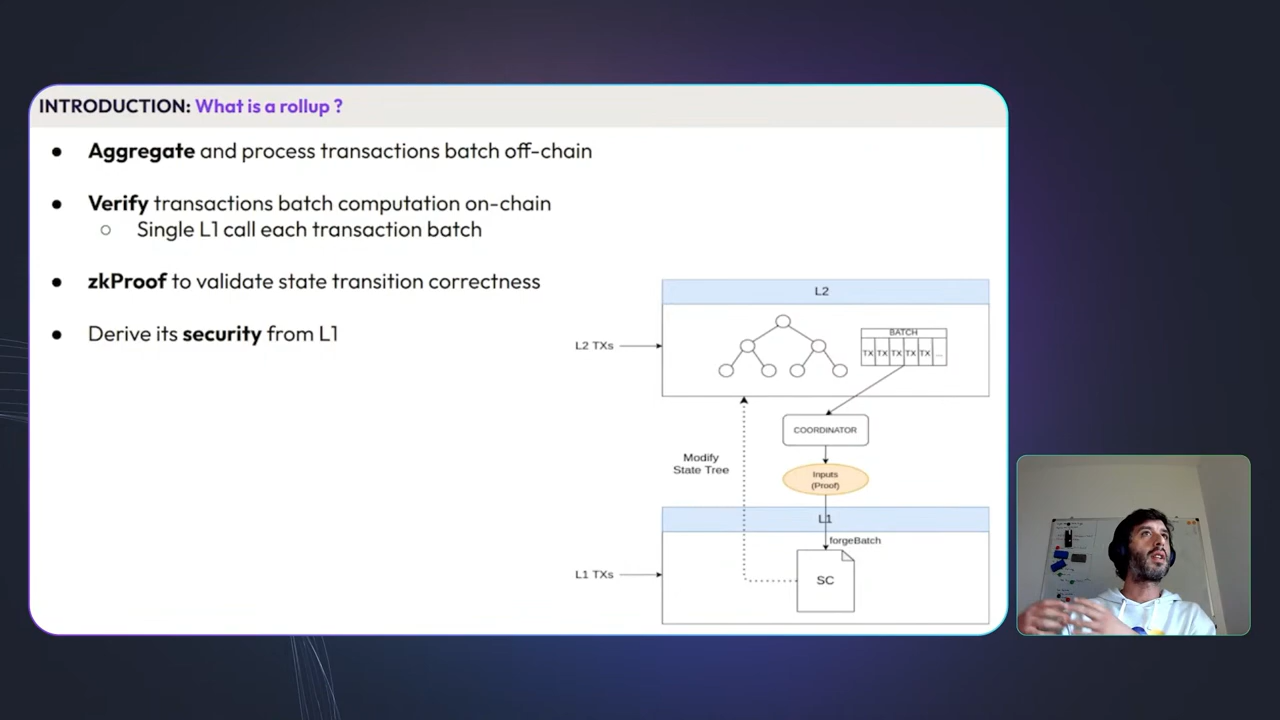 INTRODUCTION: What is a rollup ?
● Aggregate and process transactions batch off-chain
● Verify transactions batch computation on-chain
○ Single L1 call each transaction batch
● zkProof to validate state transition correctness
● Derive its security from L1
L2
BATCH
TX TX TX TX TX ...
L2 TXs
COORDINATOR
Modify
State Tree
Inputs
(Proof)
L1
forgeBatch
L1 TXs
SC